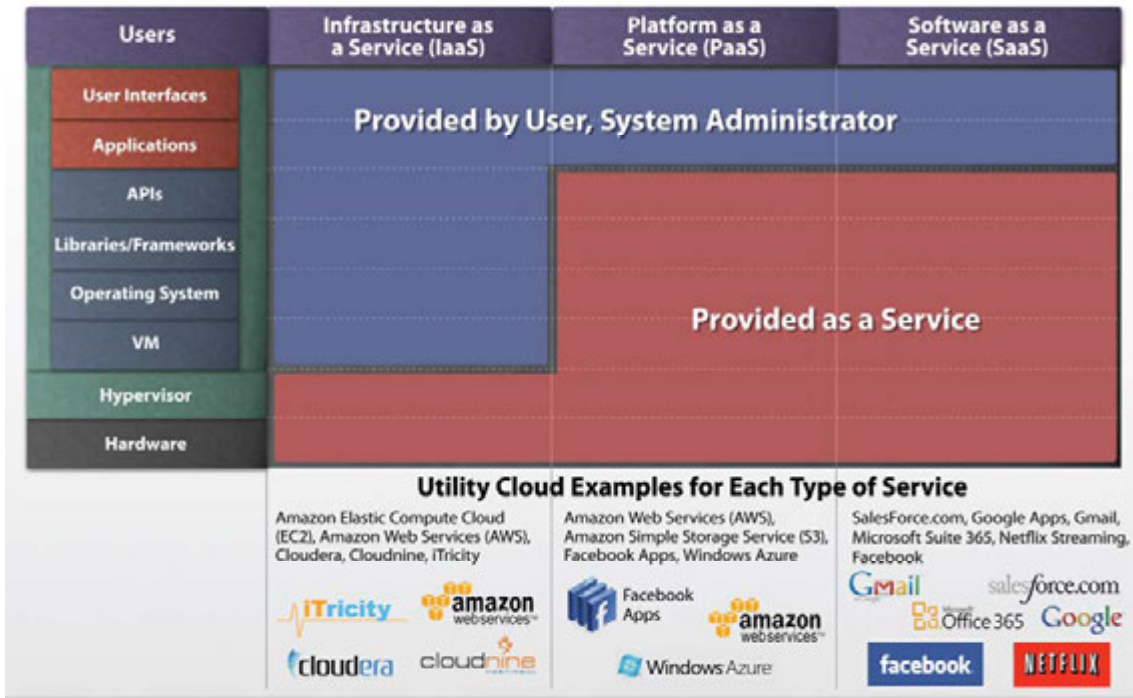 Users
Infrastructure as
a Service (IaaS)
Platform as a
Service (PaaS)
Software as a
Service (SaaS)
User Interfaces
Applications
APIs
Libraries/Frameworks
Operating System
VM
Hypervisor
Hardware
Provided by User, System Administrator
Provided as a Service
Utility Cloud Examples for Each Type of Service
Amazon Elastic Compute Cloud
(EC2), Amazon Web Services (AWS),
Cloudera, Cloudnine, iTricity
iTricity
amazon
webservices™
cloudera
cloudnine
Amazon Web Services (AWS),
Amazon Simple Storage Service (S3),
Facebook Apps, Windows Azure
Facebook
Apps
amazon
webservices™
Windows Azure
SalesForce.com, Google Apps, Gmail,
Microsoft Suite 365, Netflix Streaming,
Facebook
Gmail
salesforce.com
Microsoft
Office 365
Google
facebook
NETFLIX